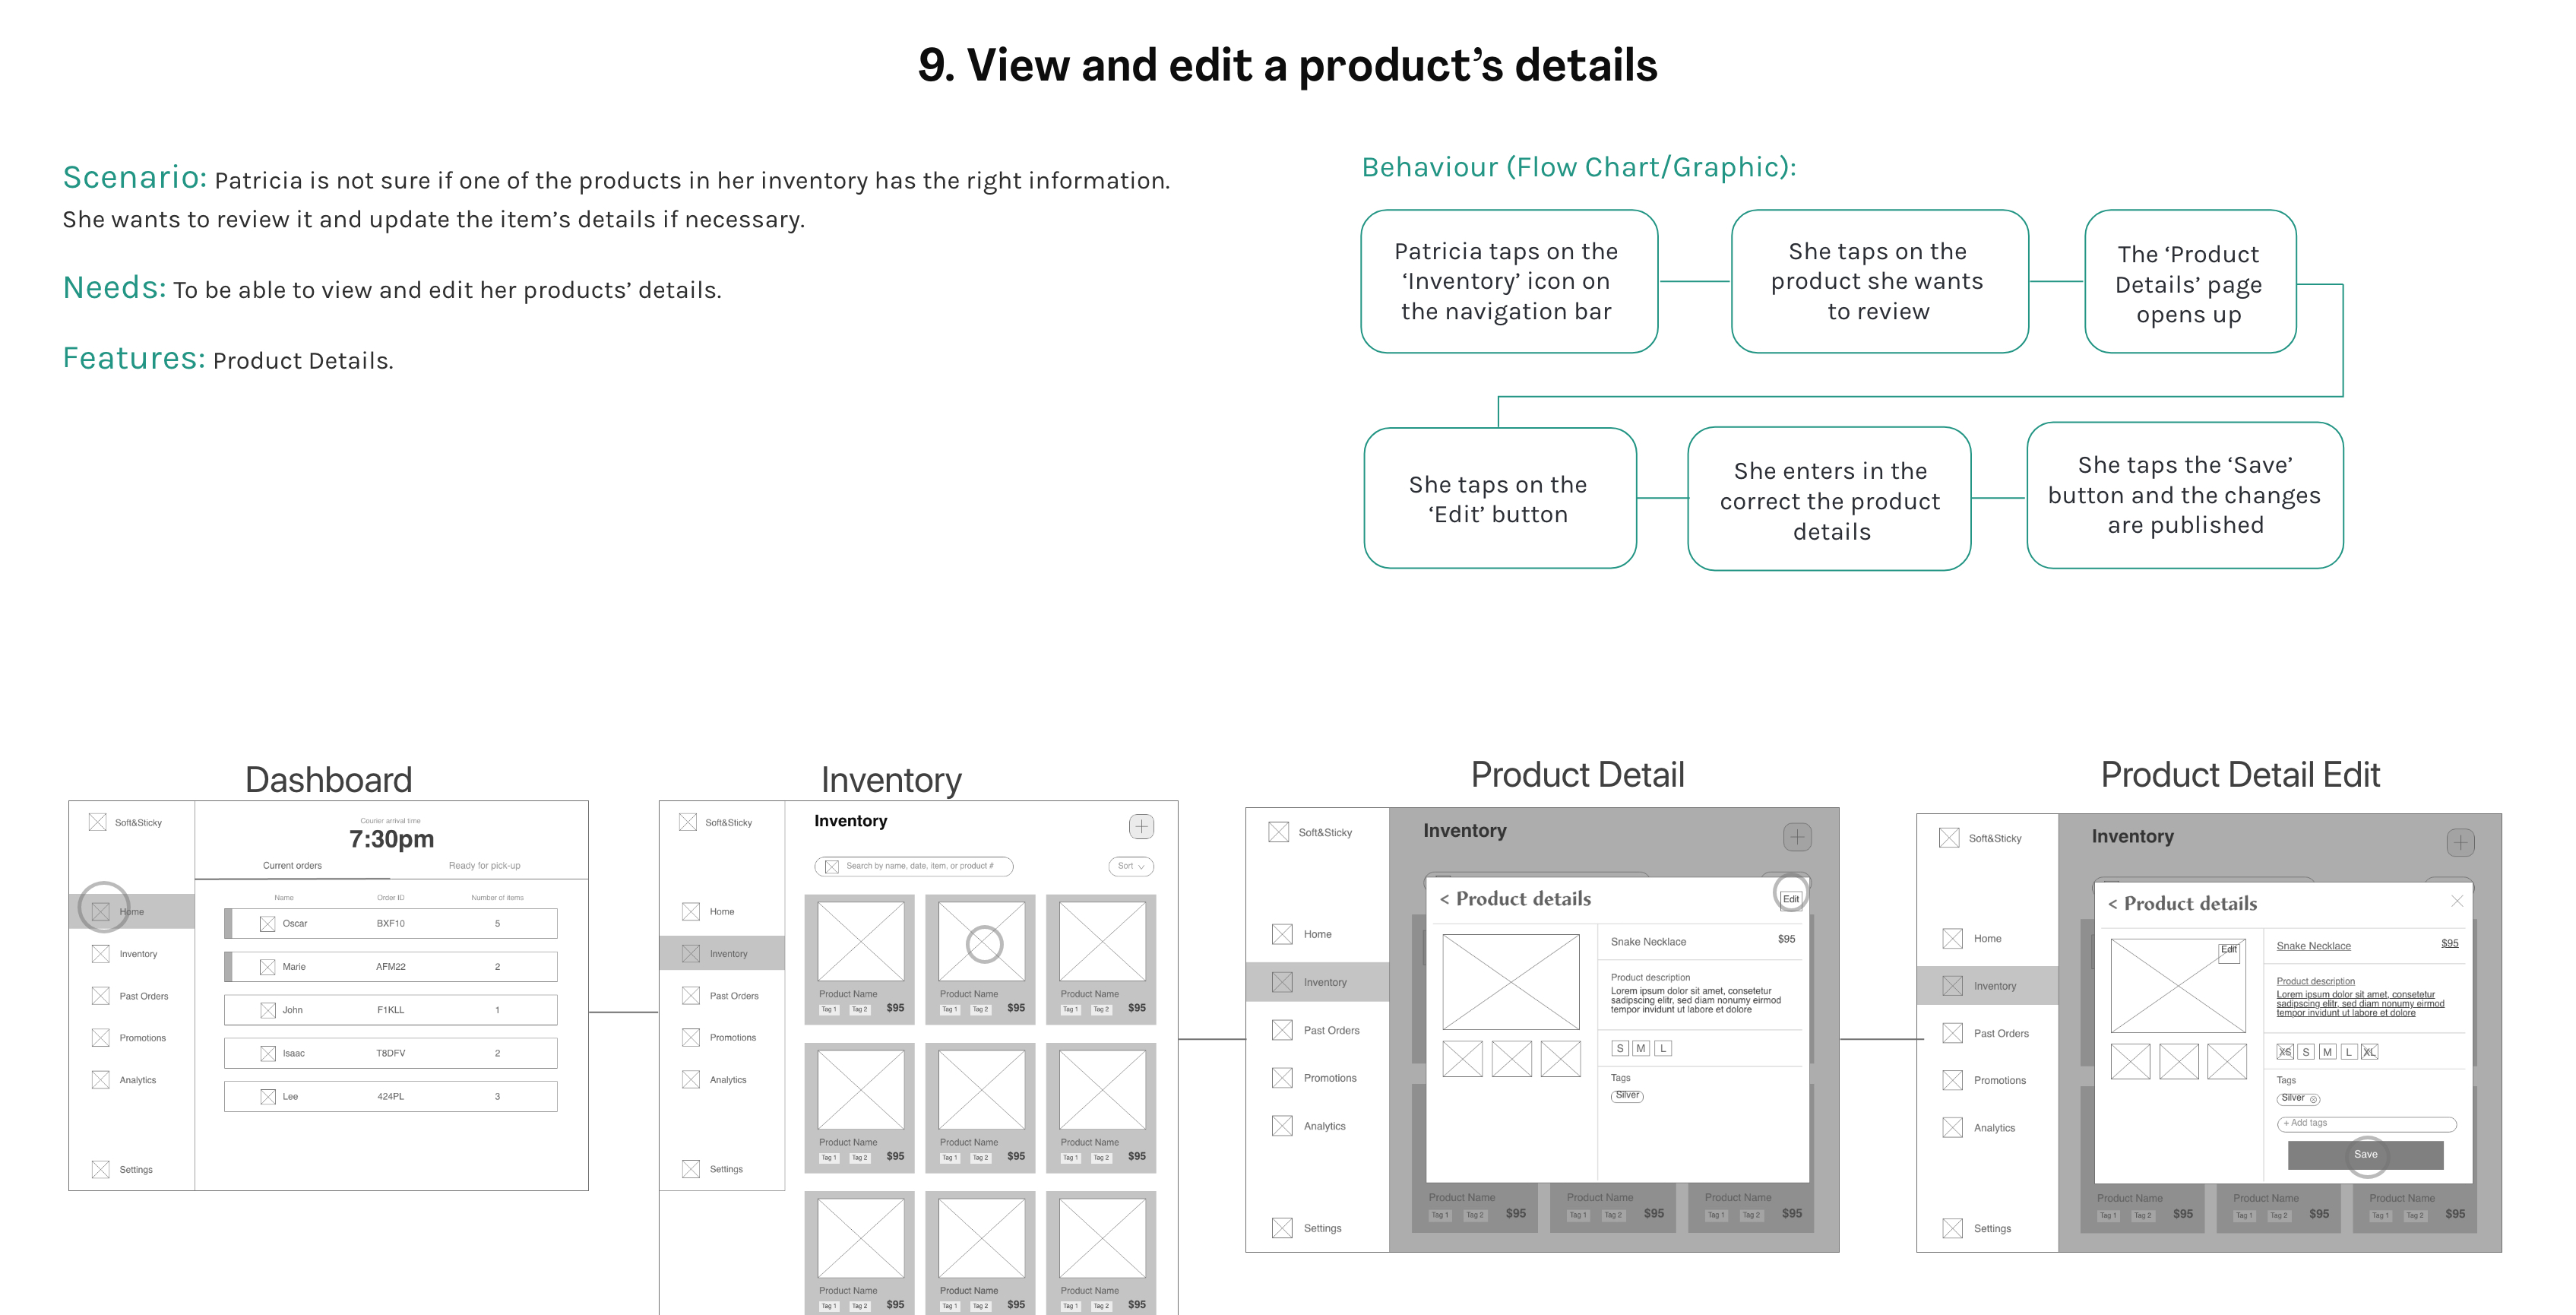 9. View and edit a product’s details
Scenario: Patricia is not sure if one of the products in her inventory has the right information.
She wants to review it and update the item’s details if necessary.
Needs: To be able to view and edit her products’ details.
Features: Product Details.
Behaviour (Flow Chart/Graphic):
Patricia taps on the
‘Inventory’ icon on
the navigation bar
She taps on the
product she wants
to review
The ‘Product
Details’ page
opens up
She taps on the
‘Edit’ button
She enters in the
correct the product
details
She taps the ‘Save’
button and the changes
are published
Dashboard
Soft&Sticky
Home
Inventory
Past Orders
Promotions
Analytics
Settings
Courier arrival time
7:30pm
Current orders Ready for pick-up
Name Order ID Number of items
Oscar BXF10 5
Marie AFM22 2
John F1KLL 1
Isaac T8DFV 2
Lee 424PL 3
Inventory
Soft&Sticky
Home
Inventory
Past Orders
Promotions
Analytics
Settings
Inventory
Search by name, date, item, or product #
Sort
Product Name Product Name Product Name
Tag 1 Tag 2 $95 Tag 1 Tag 2 $95 Tag 1 Tag 2 $95
Product Name Product Name Product Name
Tag 1 Tag 2 $95 Tag 1 Tag 2 $95 Tag 1 Tag 2 $95
Product Name Product Name Product Name
Tag 1 Tag 2 $95 Tag 1 Tag 2 $95 Tag 1 Tag 2 $95
Product Detail
Soft&Sticky
Home
Inventory
Past Orders
Promotions
Analytics
Settings
Inventory
< Product details
Edit
Snake Necklace $95
Product description
Lorem ipsum dolor sit amet, consetetur
sadipscing elitr, sed diam nonumy eirmod
tempor invidunt ut labore et dolore
S M L
Tags
Silver
Product Name Product Name Product Name
Tag 1 Tag 2 $95 Tag 1 Tag 2 $95 Tag 1 Tag 2 $95
Product Detail Edit
Soft&Sticky
Home
Inventory
Past Orders
Promotions
Analytics
Settings
Inventory
< Product details
Edit
Snake Necklace $95
Product description
Lorem ipsum dolor sit amet, consetetur
sadipscing elitr, sed diam nonumy eirmod
tempor invidunt ut labore et dolore
XS S M L XL
Tags
Silver
+ Add tags
Save
Product Name Product Name Product Name
Tag 1 Tag 2 $95 Tag 1 Tag 2 $95 Tag 1 Tag 2 $95